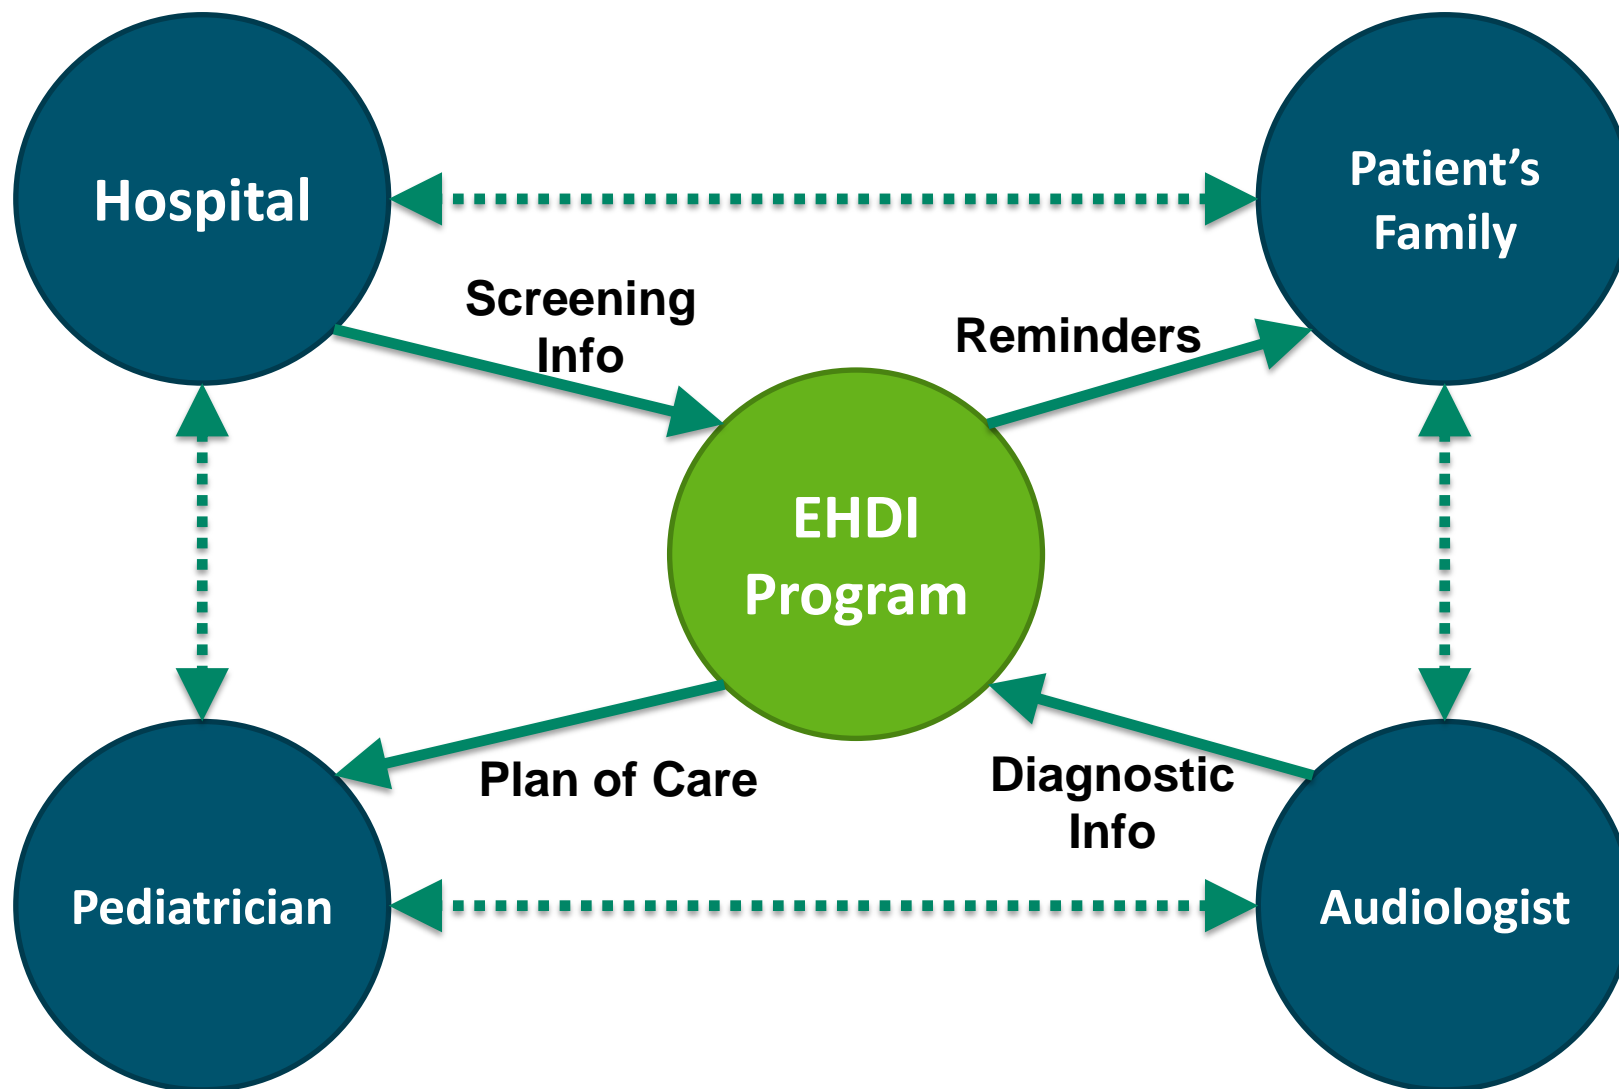 Hospital
Patient’s
Family
Screening
Info
Reminders
EHDI
Program
Plan of Care
Diagnostic
Info
Pediatrician
Audiologist